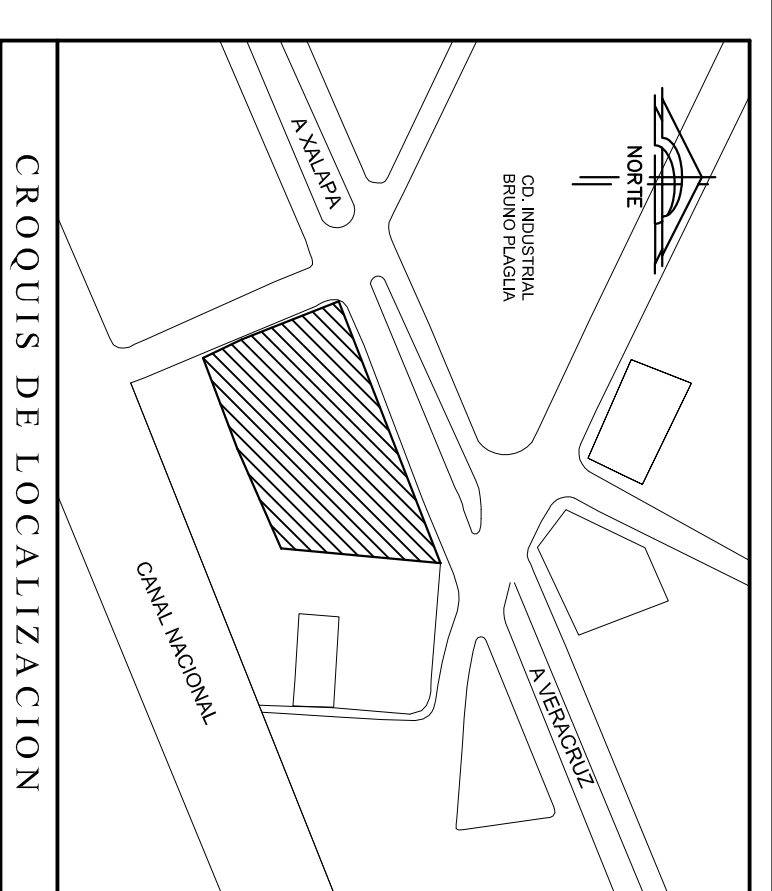 NORTE
CD. INDUSTRIAL
BRUNO PLAGLIA
A XALAPA
A VERACRUZ
CANAL NACIONAL
CROQUIS DE LOCALIZACION